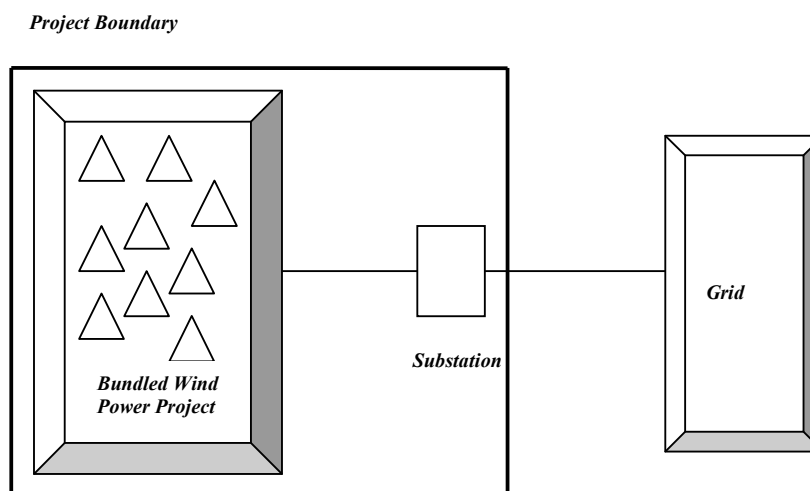 Project Boundary
Grid
Substation
Bundled Wind
Power Project